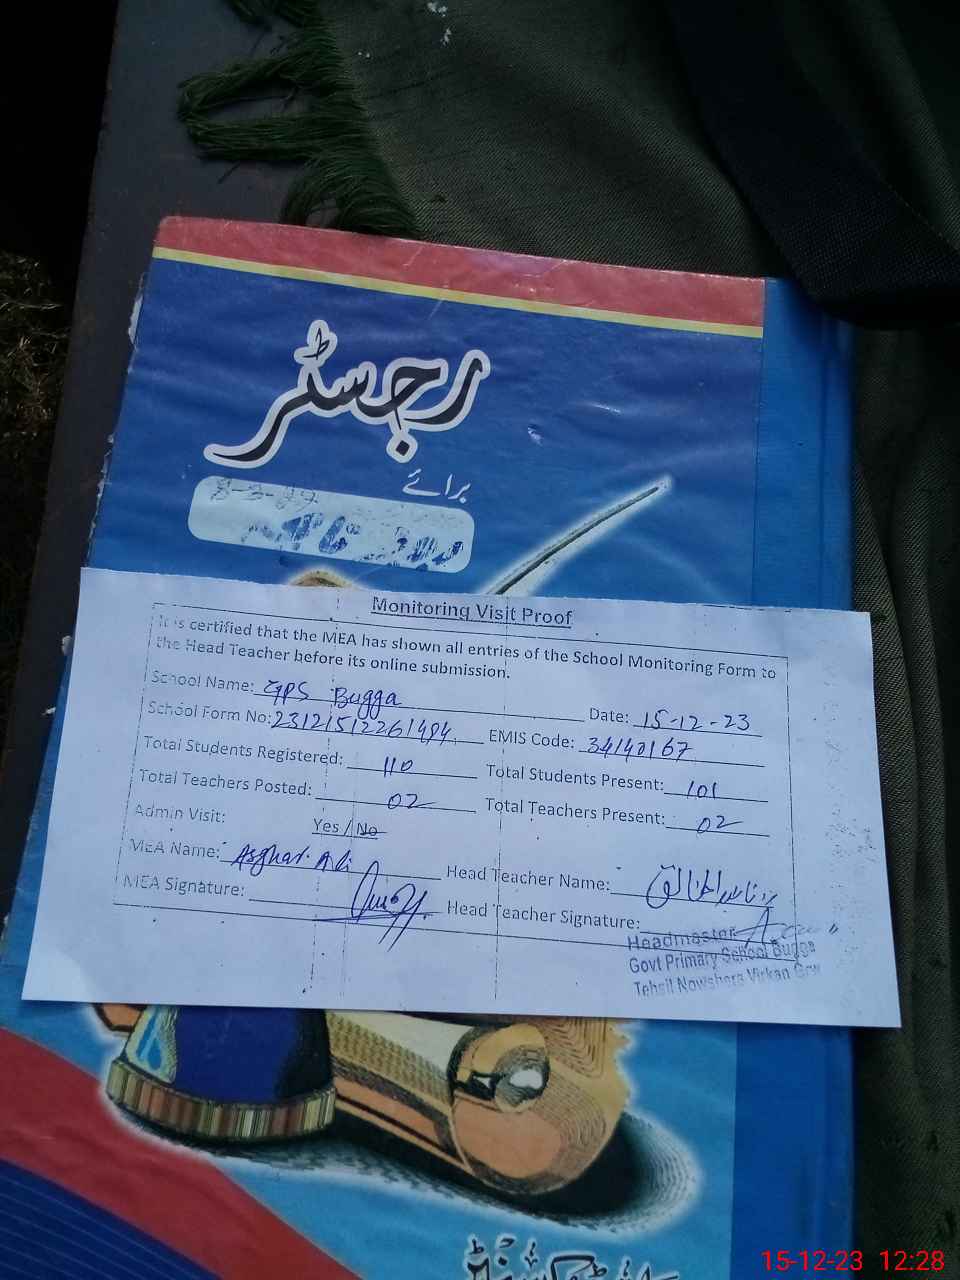 رجسٹر
برائے
Monitoring Visit Proof
It is certified that the MEA has shown all entries of the School Monitoring Form to
the Head Teacher before its online submission.
School Name: GPS Bugga Date: 15-12-23
School Form No: 23121512261494 EMIS Code: 34140167
Total Students Registered: 110 Total Students Present: 101
Total Teachers Posted: 02 Total Teachers Present: 02
Admin Visit: Yes / No
MEA Name: Asghar Ali Head Teacher Name:
MEA Signature: Head Teacher Signature:
Headmaster
Govt Primary School Bugga
Tehsil Nowshera Virkan Grw
15-12-23 12:28